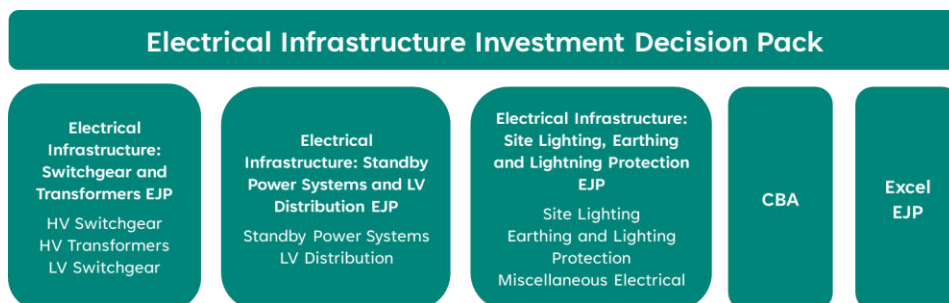 Electrical Infrastructure Investment Decision Pack
Electrical
Infrastructure:
Switchgear and
Transformers EJP
HV Switchgear
HV Transformers
LV Switchgear
Electrical
Infrastructure: Standby
Power Systems and LV
Distribution EJP
Standby Power Systems
LV Distribution
Electrical Infrastructure:
Site Lighting, Earthing
and Lightning Protection
EJP
Site Lighting
Earthing and Lighting
Protection
Miscellaneous Electrical
CBA
Excel
EJP